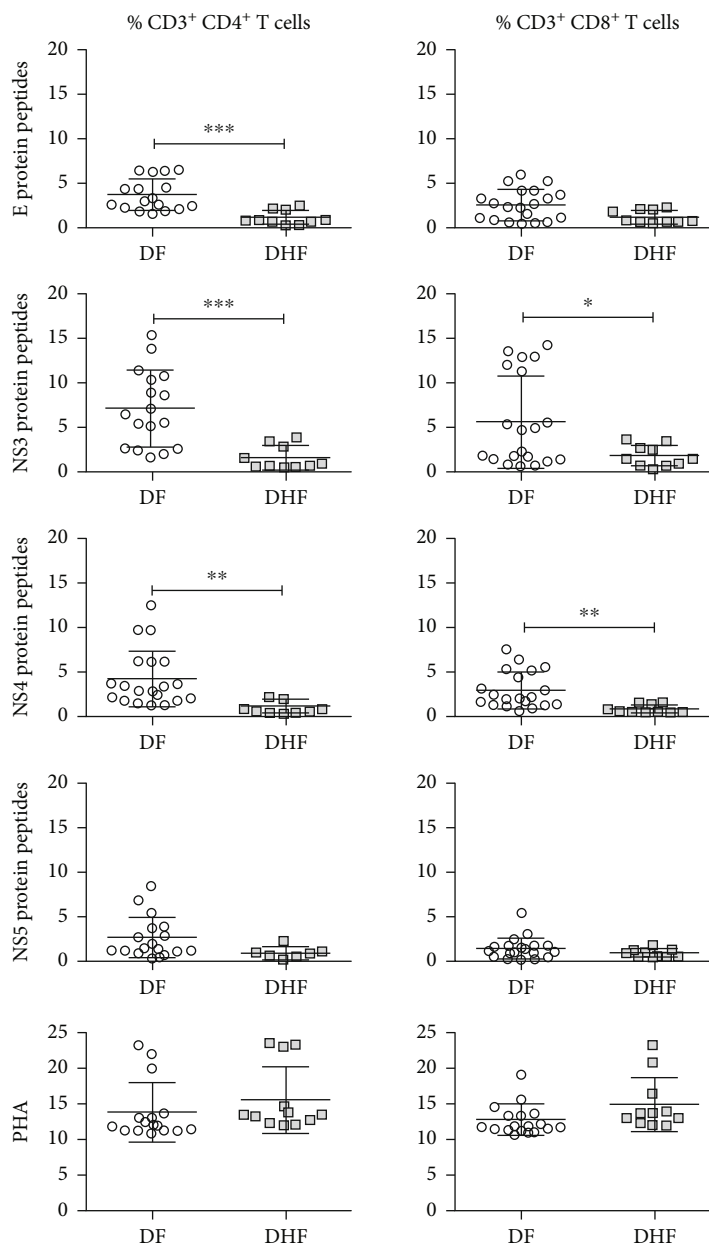 % CD3⁺ CD4⁺ T cells
% CD3⁺ CD8⁺ T cells
E protein peptides
20
15
10
5
0
***
DF
DHF
20
15
10
5
0
DF
DHF
NS3 protein peptides
20
15
10
5
0
***
DF
DHF
20
15
10
5
0
*
DF
DHF
NS4 protein peptides
20
15
10
5
0
**
DF
DHF
20
15
10
5
0
**
DF
DHF
NS5 protein peptides
20
15
10
5
0
DF
DHF
20
15
10
5
0
DF
DHF
PHA
25
20
15
10
5
0
DF
DHF
25
20
15
10
5
0
DF
DHF